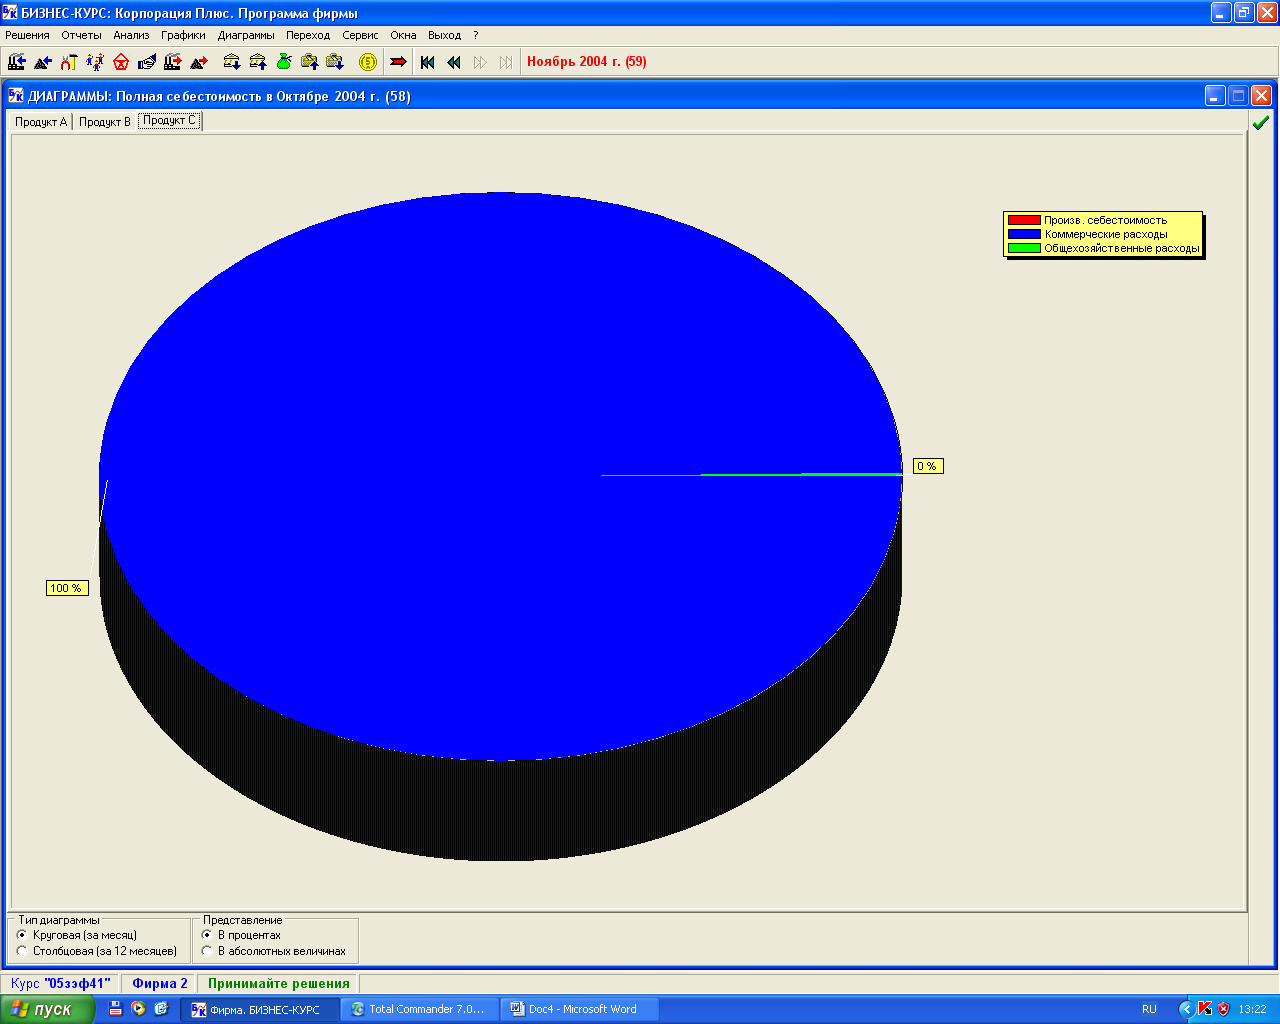 БИЗНЕС-КУРС: Корпорация Плюс. Программа фирмы
Решения Отчеты Анализ Графики Диаграммы Переход Сервис Окна Выход ?
Ноябрь 2004 г. (59)
ДИАГРАММЫ: Полная себестоимость в Октябре 2004 г. (58)
Продукт A Продукт B Продукт C
Произв. себестоимость
Коммерческие расходы
Общехозяйственные расходы
0 %
100 %
Тип диаграммы Представление
Круговая (за месяц) В процентах
Столбцовая (за 12 месяцев) В абсолютных величинах
Курс "05зэф41" Фирма 2 Принимайте решения
пуск Фирма. БИЗНЕС-КУРС Total Commander 7.0... Doc4 - Microsoft Word RU 13:22